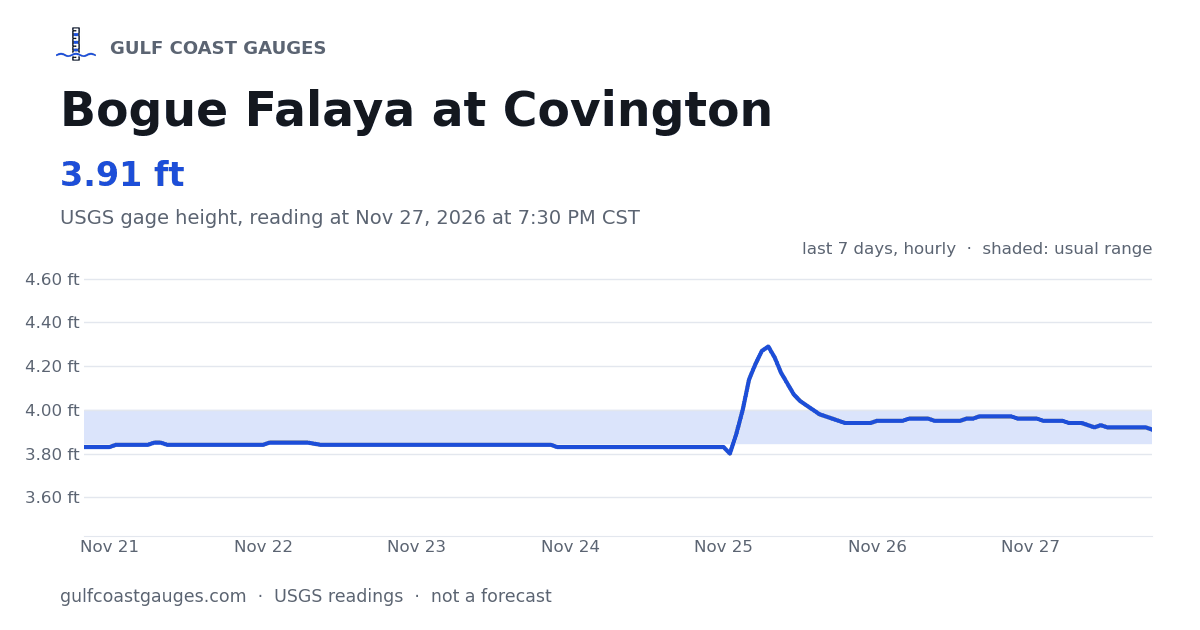 GULF COAST GAUGES
Bogue Falaya at Covington
3.91 ft
USGS gage height, reading at Nov 27, 2026 at 7:30 PM CST
last 7 days, hourly · shaded: usual range
4.60 ft
4.40 ft
4.20 ft
4.00 ft
3.80 ft
3.60 ft
Nov 21 Nov 22 Nov 23 Nov 24 Nov 25 Nov 26 Nov 27
gulfcoastgauges.com · USGS readings · not a forecast